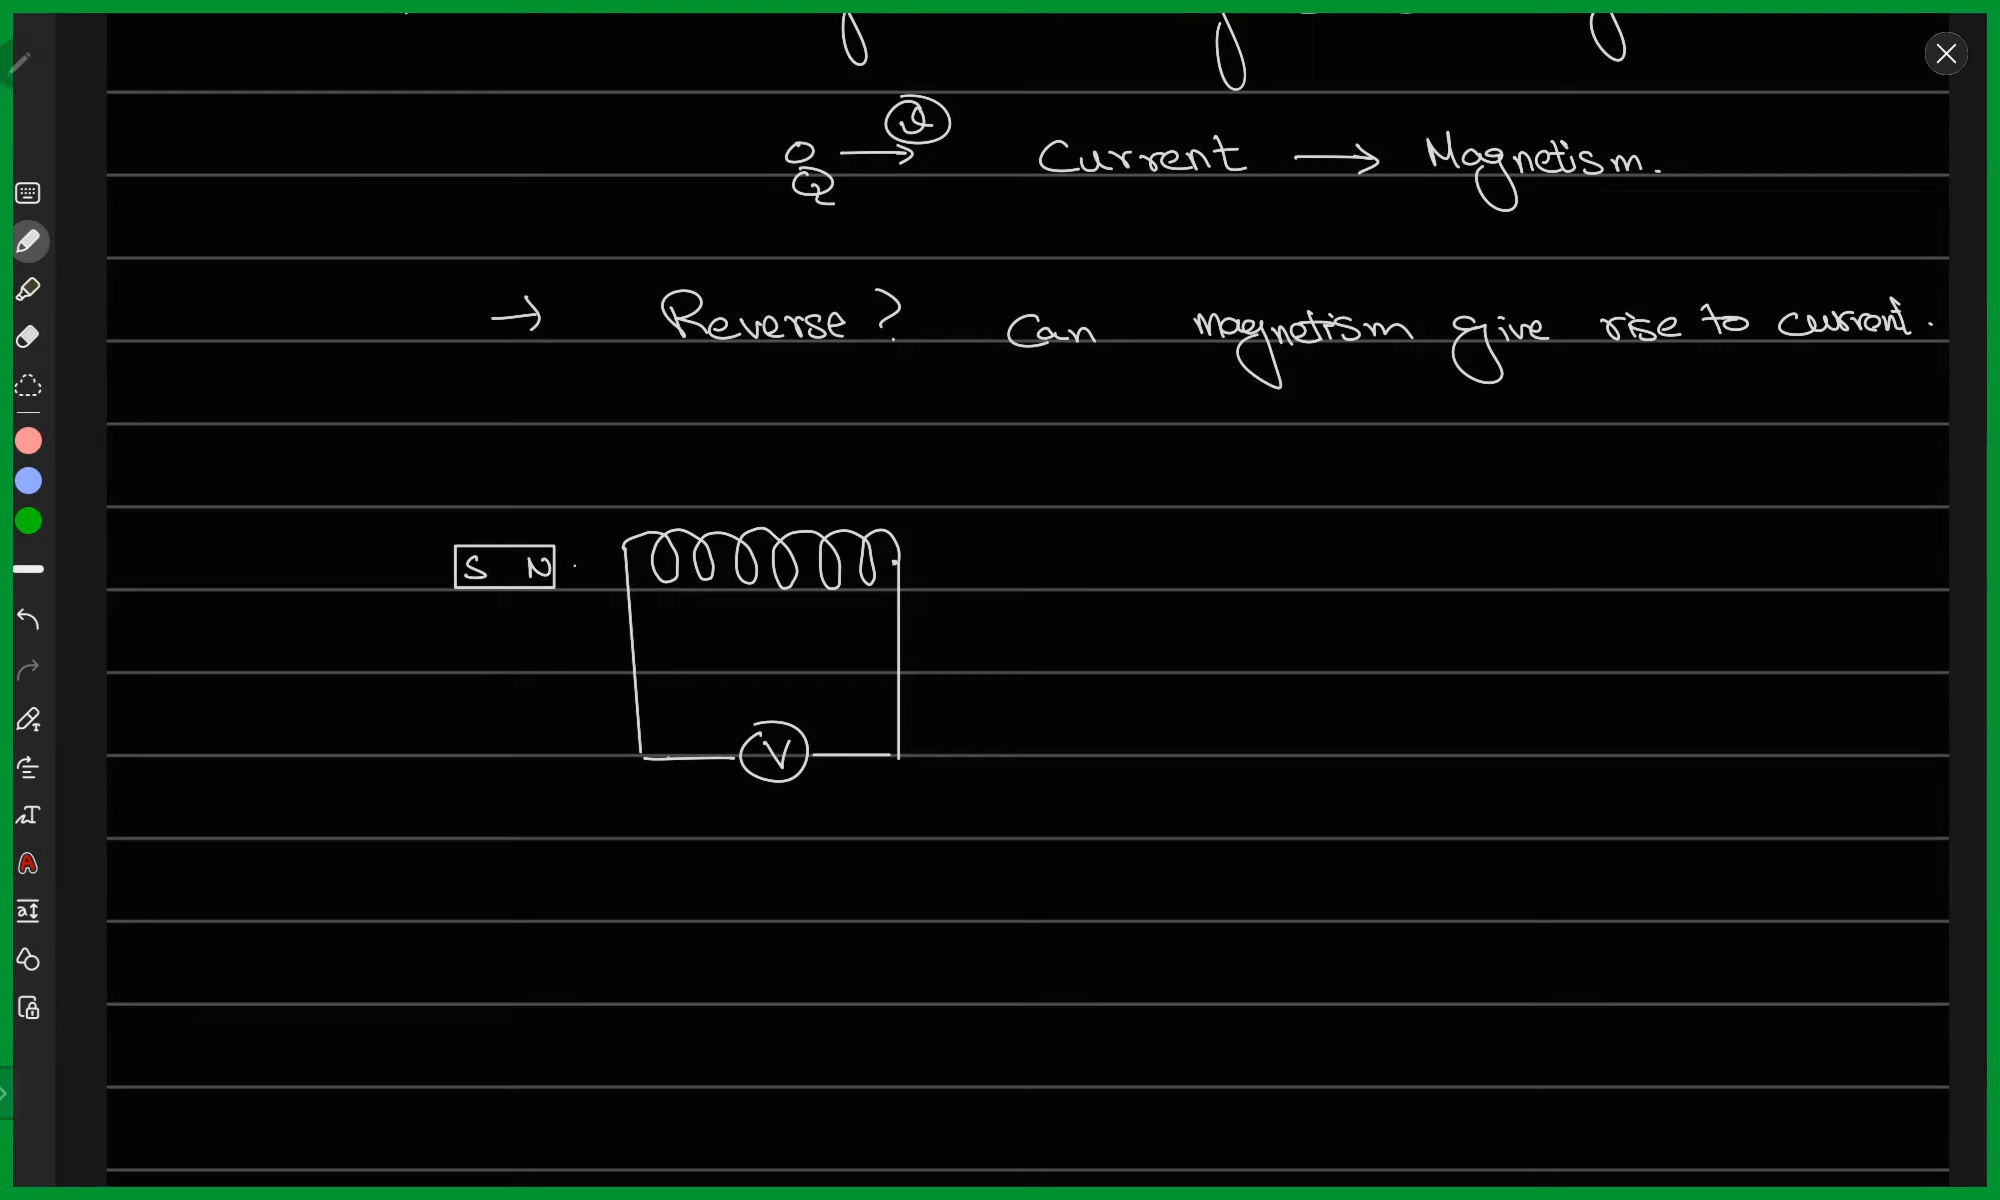 Current → Magnetism.
Q
→ Reverse? Can magnetism give rise to current.
S N
V